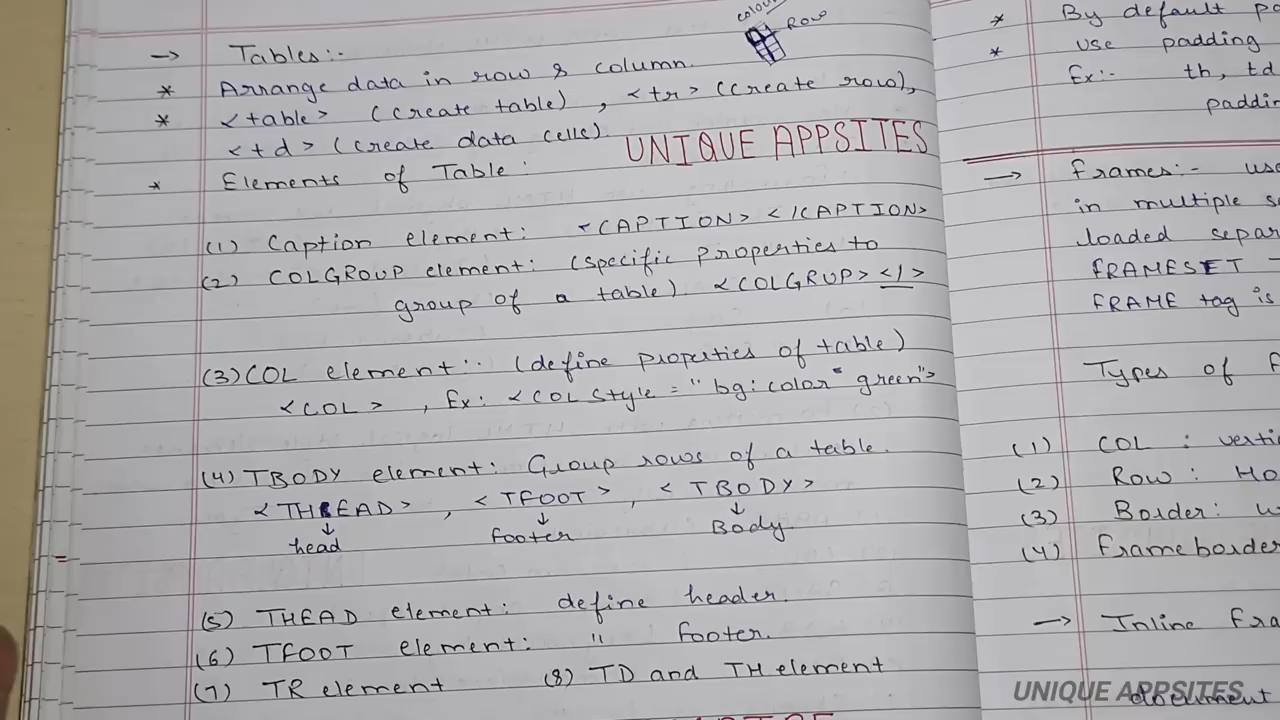 colou
Row
→ Tables:-
* Arrange data in row & column.
* <table> (create table), <tr> (create row),
<td> (create data cells)
UNIQUE APPSITES
* Elements of Table:
(1) Caption element: <CAPTION> </CAPTION>
(2) COLGROUP element: (specific properties to
group of a table) <COLGRUP> </>
(3) COL element:- (define properties of table)
<COL>, Ex: <COL style = "bg:color" green">
(4) TBODY element: Group rows of a table.
<THEAD>, <TFOOT>, <TBODY>
↓ ↓ ↓
head footer Body
(5) THEAD element: define header.
(6) TFOOT element: " footer.
(7) TR element (8) TD and TH element
* By default
* use padding
Ex:- th, td
→ Frames:-
in multiple
loaded
FRAMESET
FRAME tag is
Types of
(1) COL :
(2) Row :
(3) Border:
(4) Frameborder
→ Inline
document
UNIQUE APPSITES